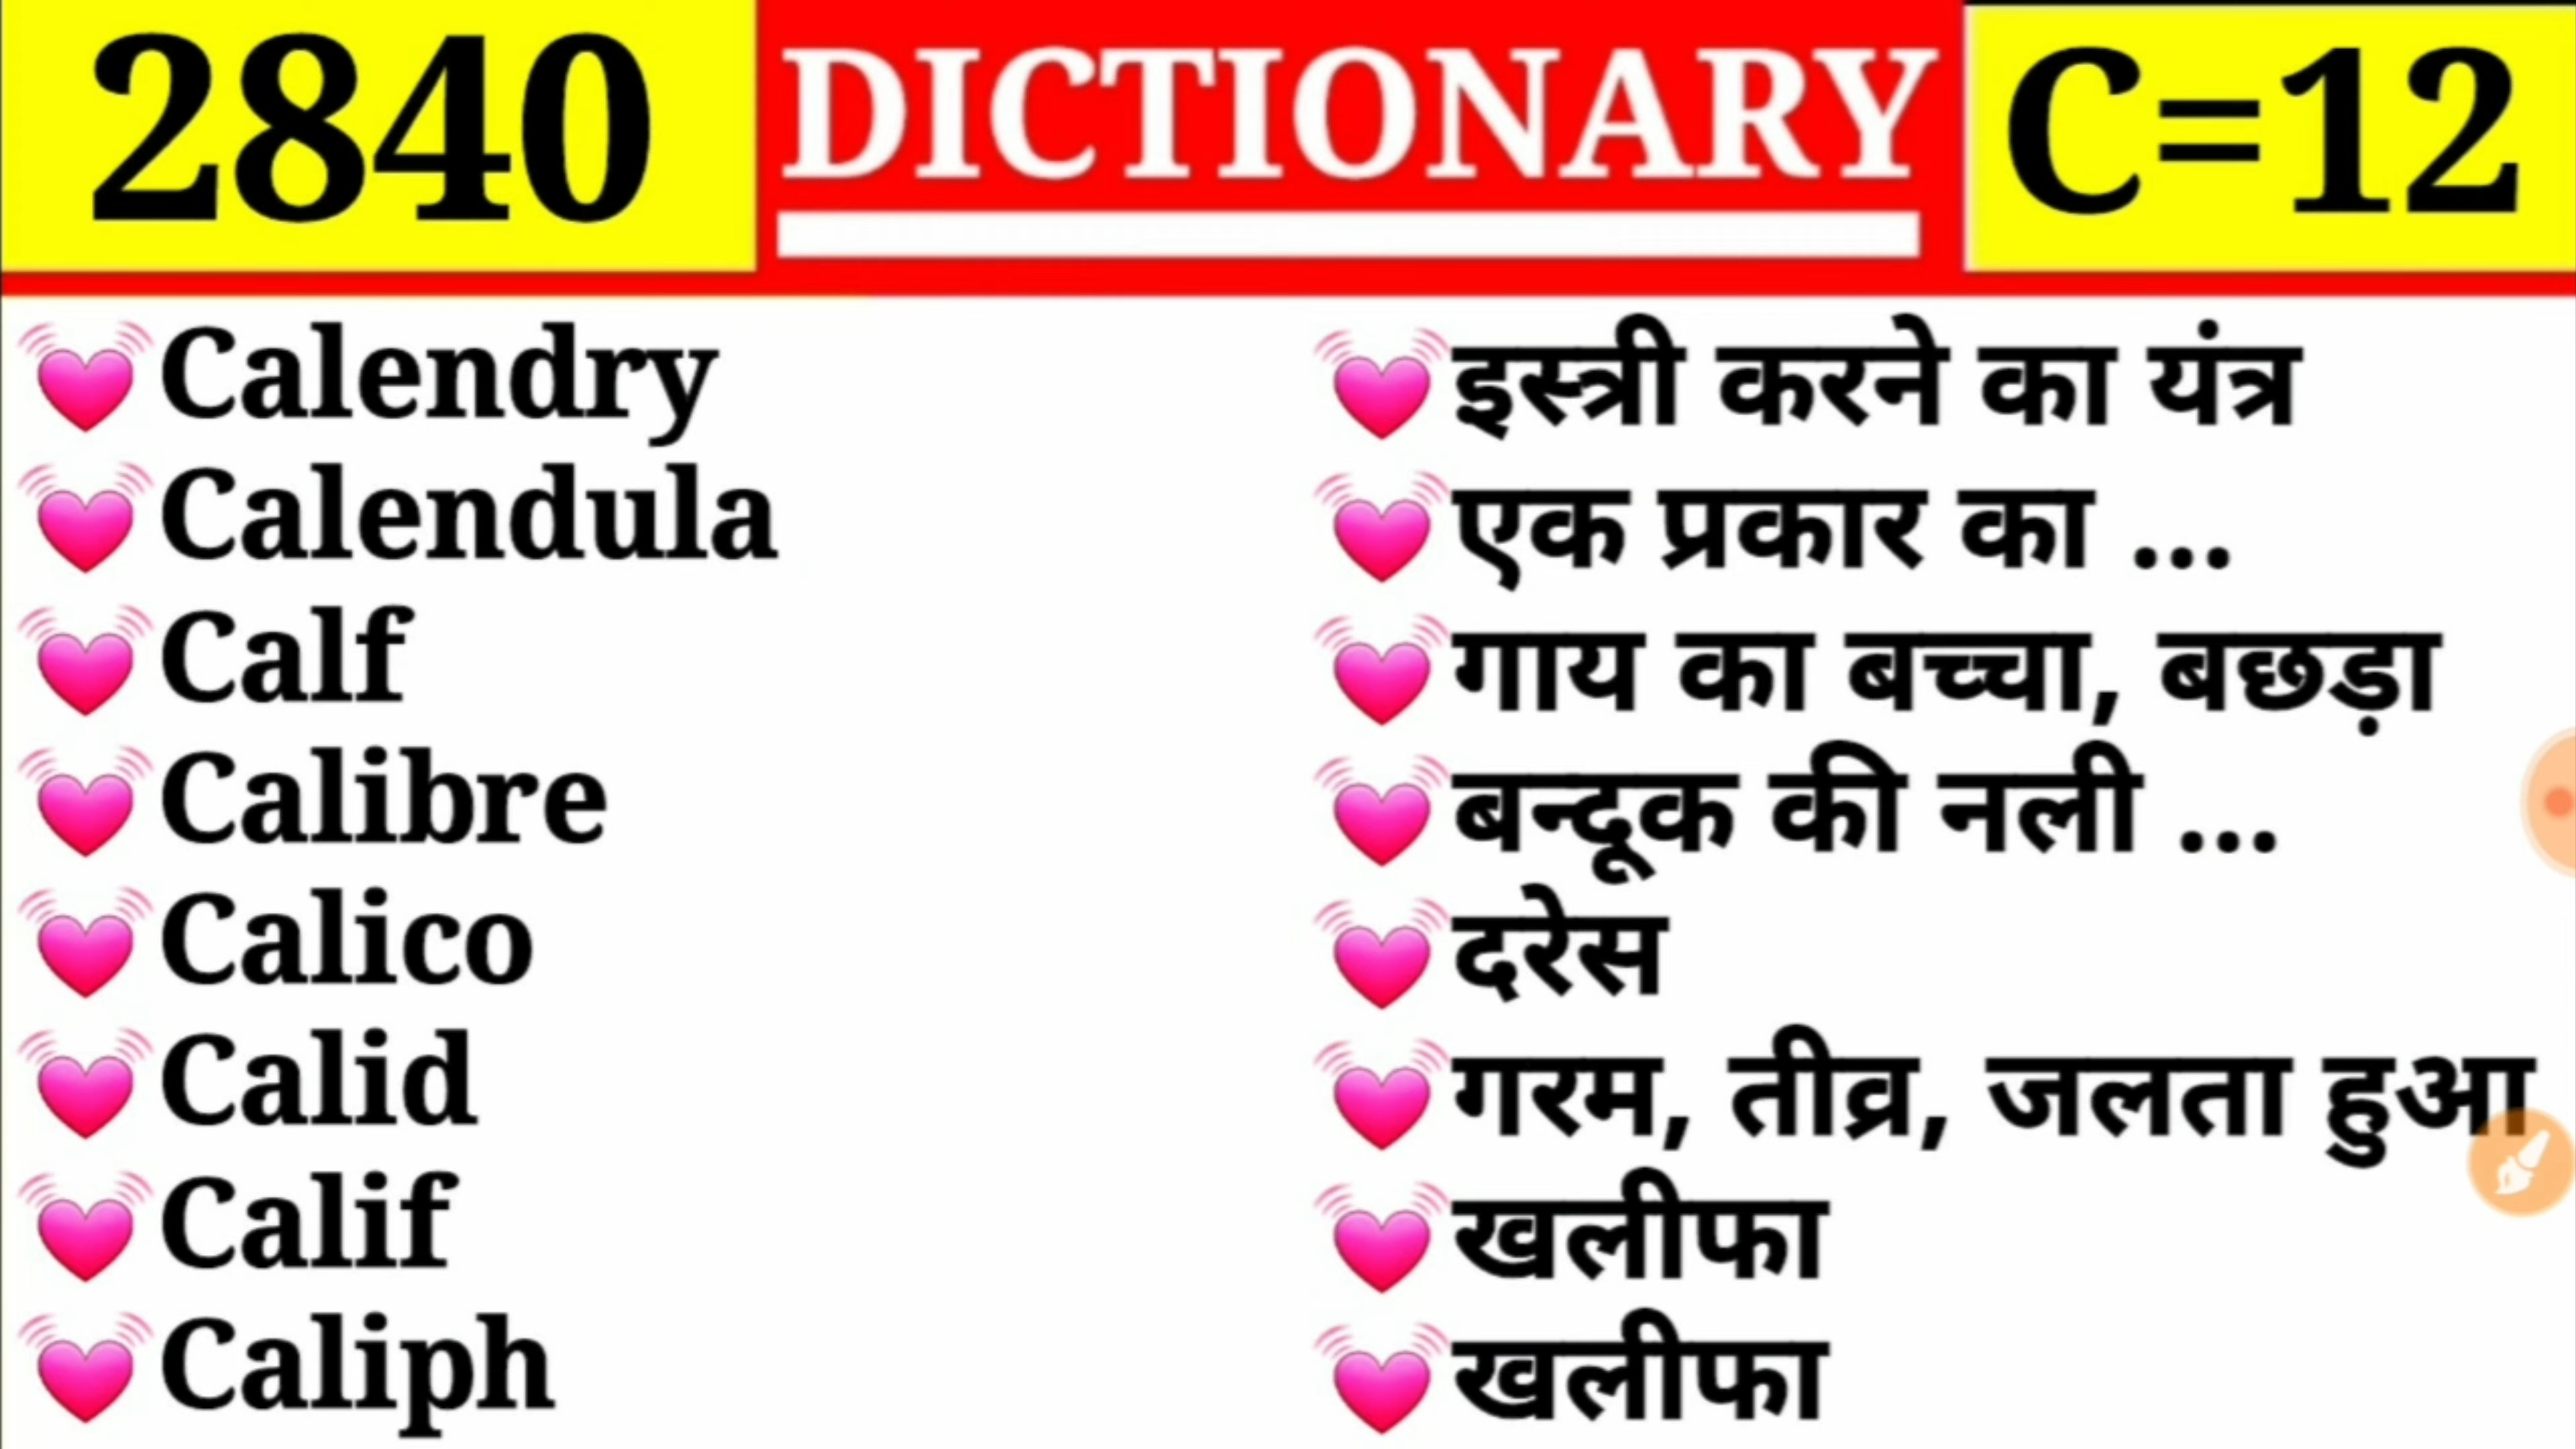 2840 DICTIONARY C=12
Calendry इस्त्री करने का यंत्र
Calendula एक प्रकार का ...
Calf गाय का बच्चा, बछड़ा
Calibre बन्दूक की नली ...
Calico दरेस
Calid गरम, तीव्र, जलता हुआ
Calif खलीफा
Caliph खलीफा